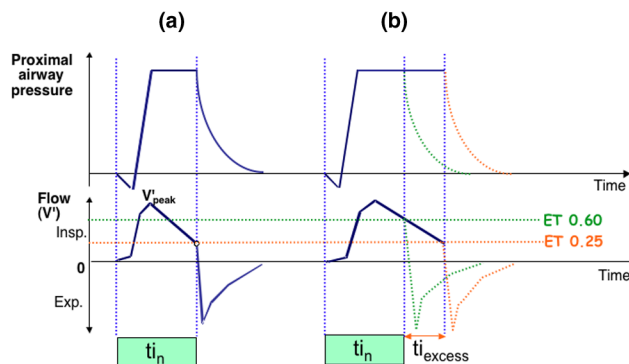 (a) (b)
Proximal
airway
pressure
Time
Flow
(V')
V'peak
ET 0.60
Insp.
ET 0.25
0
Time
Exp.
tin tin tiexcess